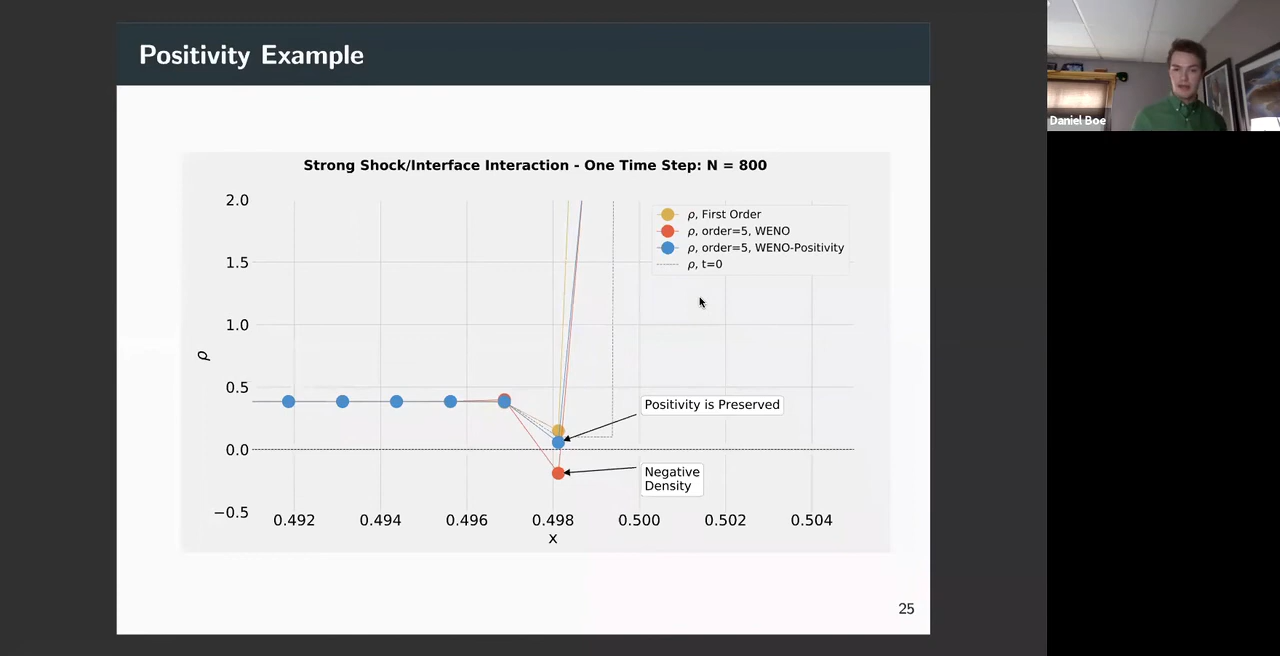 Positivity Example
Daniel Boe
Strong Shock/Interface Interaction - One Time Step: N = 800
2.0
1.5
1.0
0.5
0.0
−0.5
ρ
ρ, First Order
ρ, order=5, WENO
ρ, order=5, WENO-Positivity
ρ, t=0
Positivity is Preserved
Negative
Density
0.492 0.494 0.496 0.498 0.500 0.502 0.504
x
25